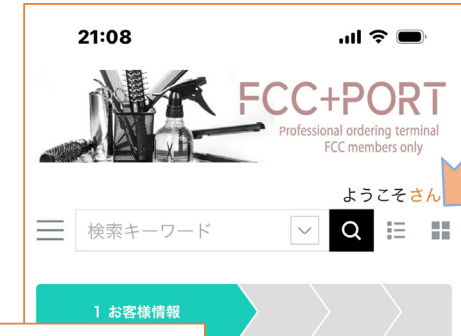 21:08
FCC+PORT
Professional ordering terminal
FCC members only
ようこそさん
検索キーワード
1 お客様情報